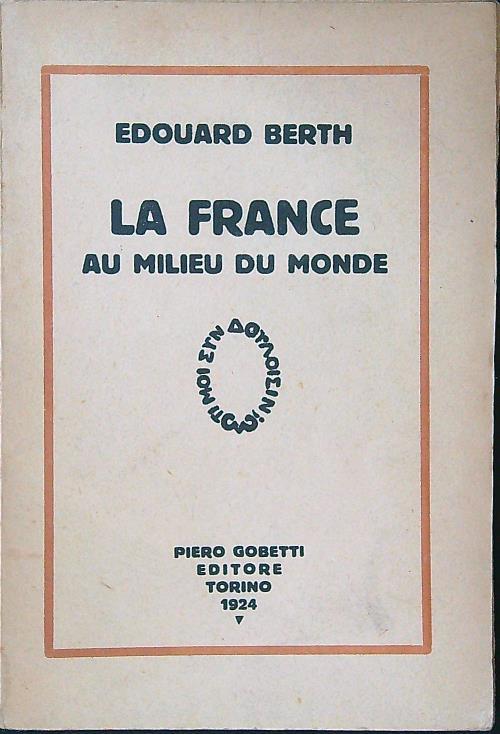 EDOUARD BERTH
LA FRANCE
AU MILIEU DU MONDE
ΤΙ ΜΟΙ ΣΥΝ ΔΟΥΛΟΙΣΙΝ
PIERO GOBETTI
EDITORE
TORINO
1924